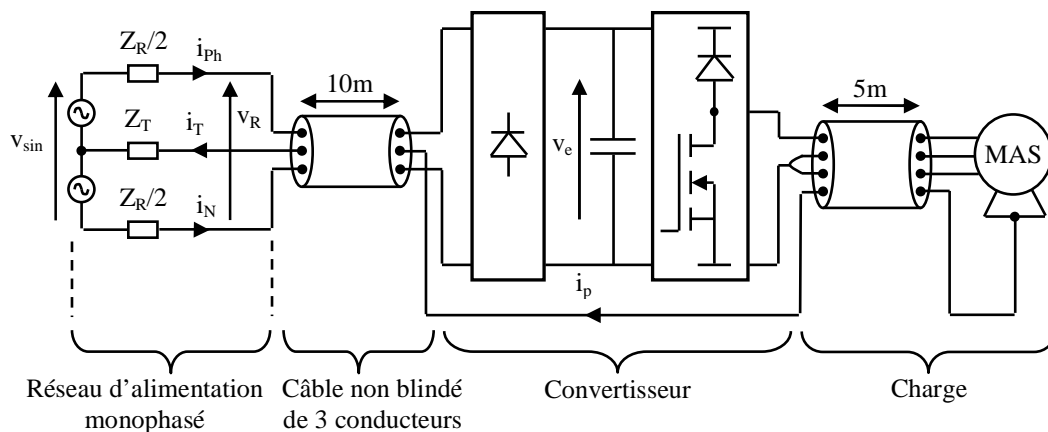 Z_R/2
i_Ph
10m
5m
Z_T
i_T
v_R
v_sin
v_e
MAS
Z_R/2
i_N
i_p
Réseau d'alimentation
monophasé
Câble non blindé
de 3 conducteurs
Convertisseur
Charge